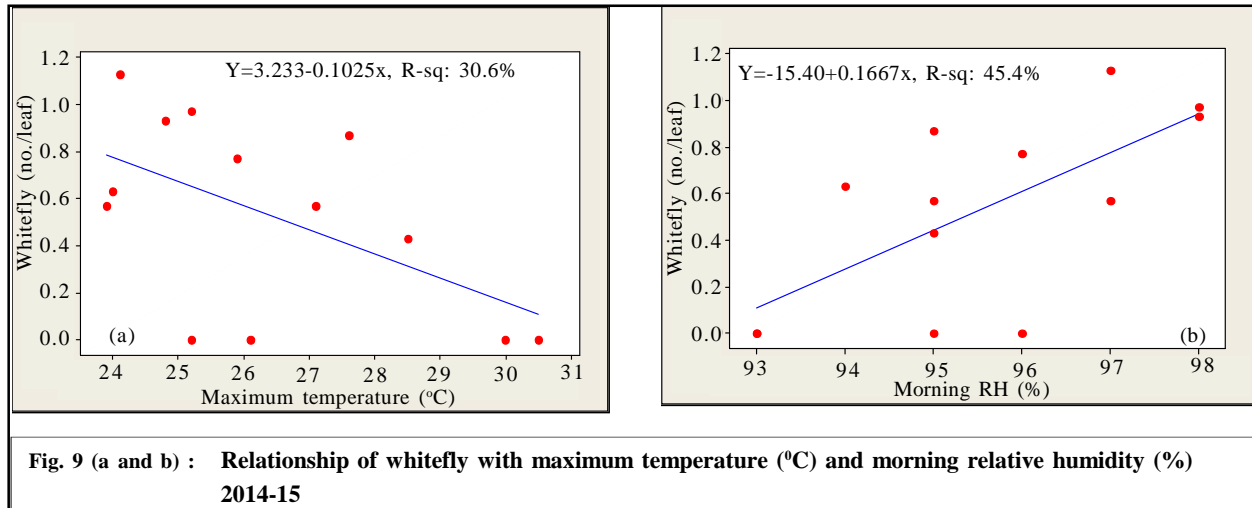 1.2
1.0
0.8
0.6
0.4
0.2
0.0
Whitefly (no./leaf)
Y=3.233-0.1025x, R-sq: 30.6%
(a)
24 25 26 27 28 29 30 31
Maximum temperature (°C)
1.2
1.0
0.8
0.6
0.4
0.2
0.0
Whitefly (no./leaf)
Y=-15.40+0.1667x, R-sq: 45.4%
(b)
93 94 95 96 97 98
Morning RH (%)
Fig. 9 (a and b) : Relationship of whitefly with maximum temperature (⁰C) and morning relative humidity (%)
2014-15